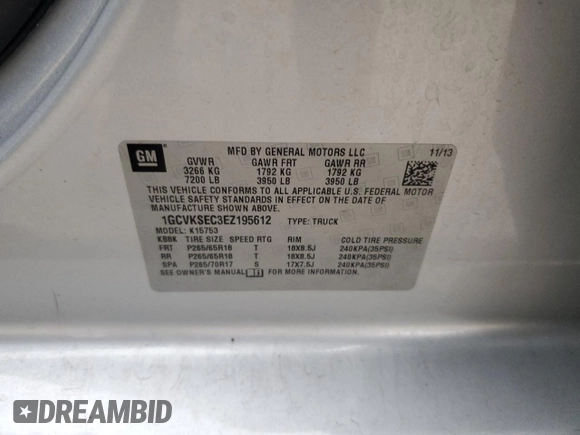 GM
MFD BY GENERAL MOTORS LLC 11/13
GVWR GAWR FRT GAWR RR
3266 KG 1792 KG 1792 KG
7200 LB 3950 LB 3950 LB
THIS VEHICLE CONFORMS TO ALL APPLICABLE U.S. FEDERAL MOTOR
VEHICLE SAFETY STANDARDS IN EFFECT ON THE DATE OF
MANUFACTURE SHOWN ABOVE.
1GCVKSEC3EZ195612 TYPE: TRUCK
MODEL: K15753
KBBK TIRE SIZE SPEED RTG RIM COLD TIRE PRESSURE
FRT P265/65R18 T 18X8.5J 240KPA(35PSI)
RR P265/65R18 T 18X8.5J 240KPA(35PSI)
SPA P265/70R17 S 17X7.5J 240KPA(35PSI)
SEE OWNER'S MANUAL FOR MORE INFORMATION.
DREAMBID